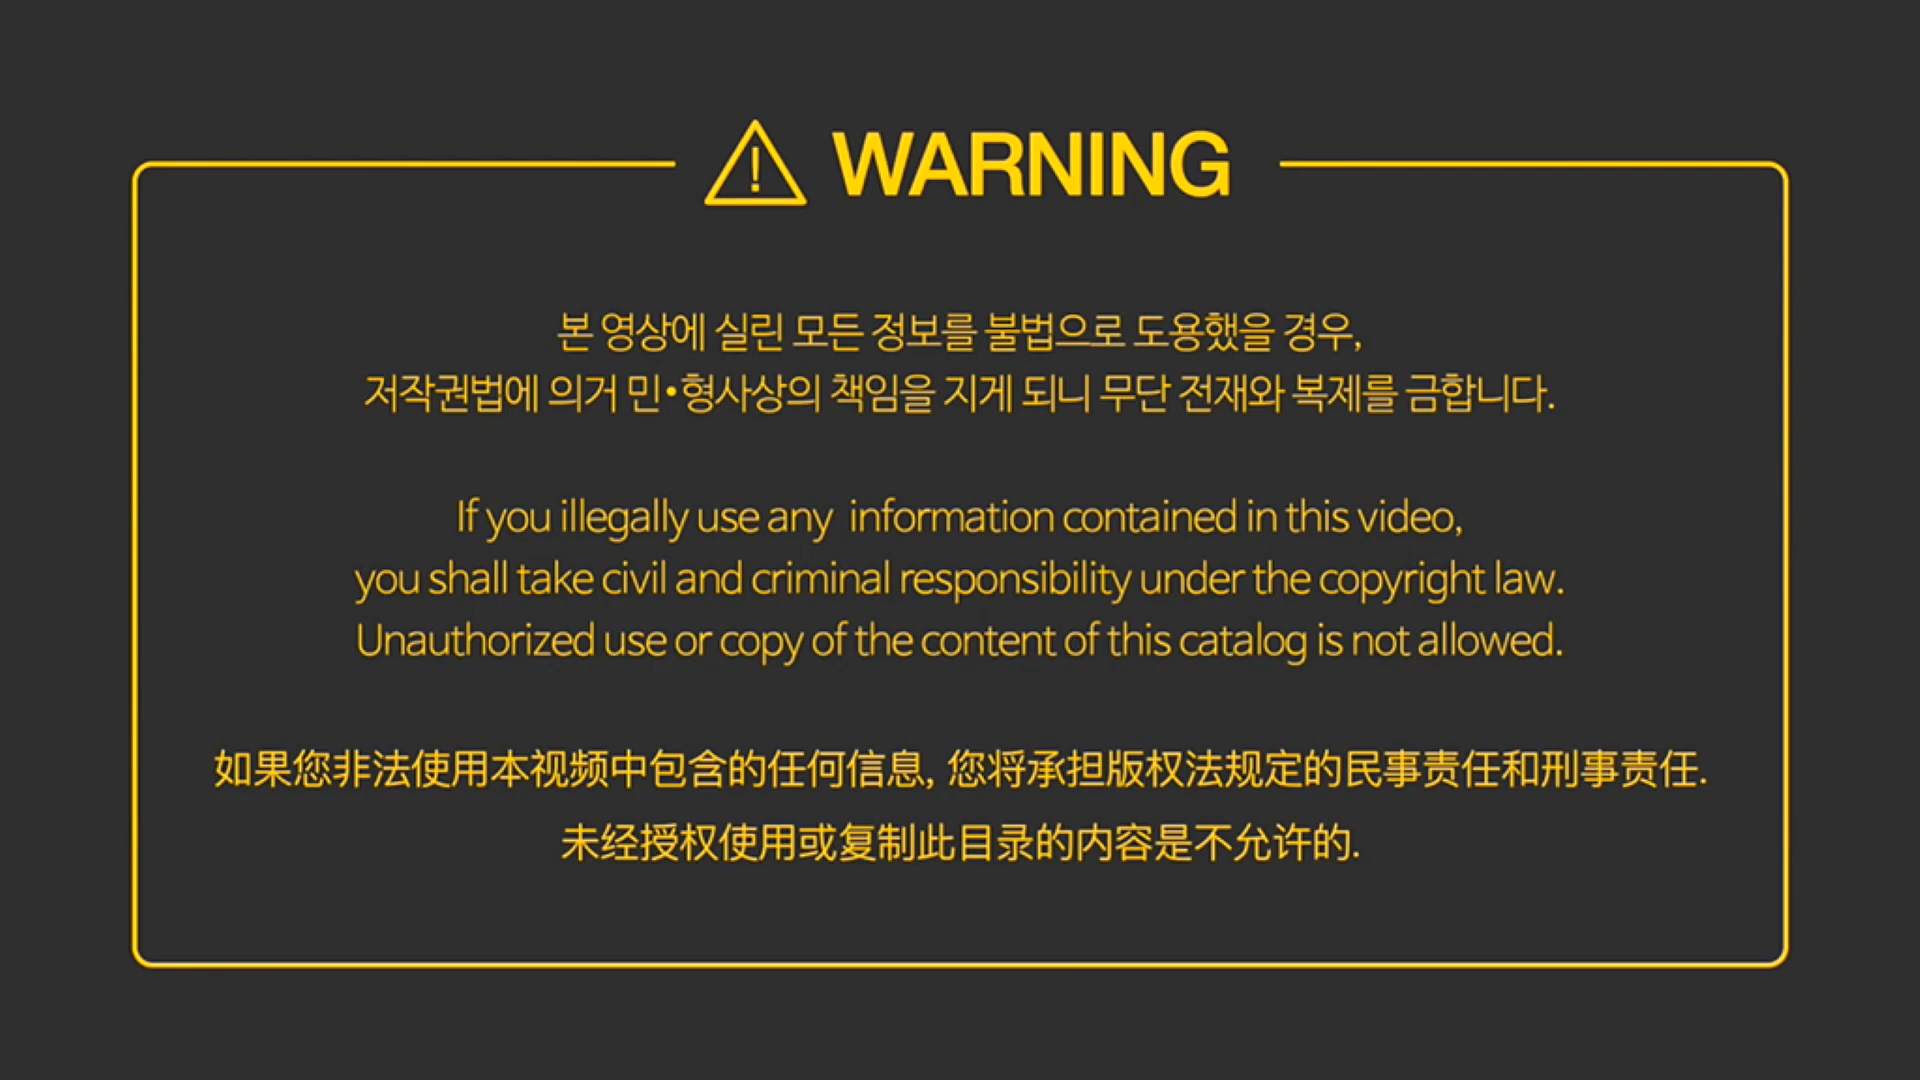 WARNING
본 영상에 실린 모든 정보를 불법으로 도용했을 경우,
저작권법에 의거 민•형사상의 책임을 지게 되니 무단 전재와 복제를 금합니다.
If you illegally use any  information contained in this video,
you shall take civil and criminal responsibility under the copyright law.
Unauthorized use or copy of the content of this catalog is not allowed.
如果您非法使用本视频中包含的任何信息, 您将承担版权法规定的民事责任和刑事责任.
未经授权使用或复制此目录的内容是不允许的.